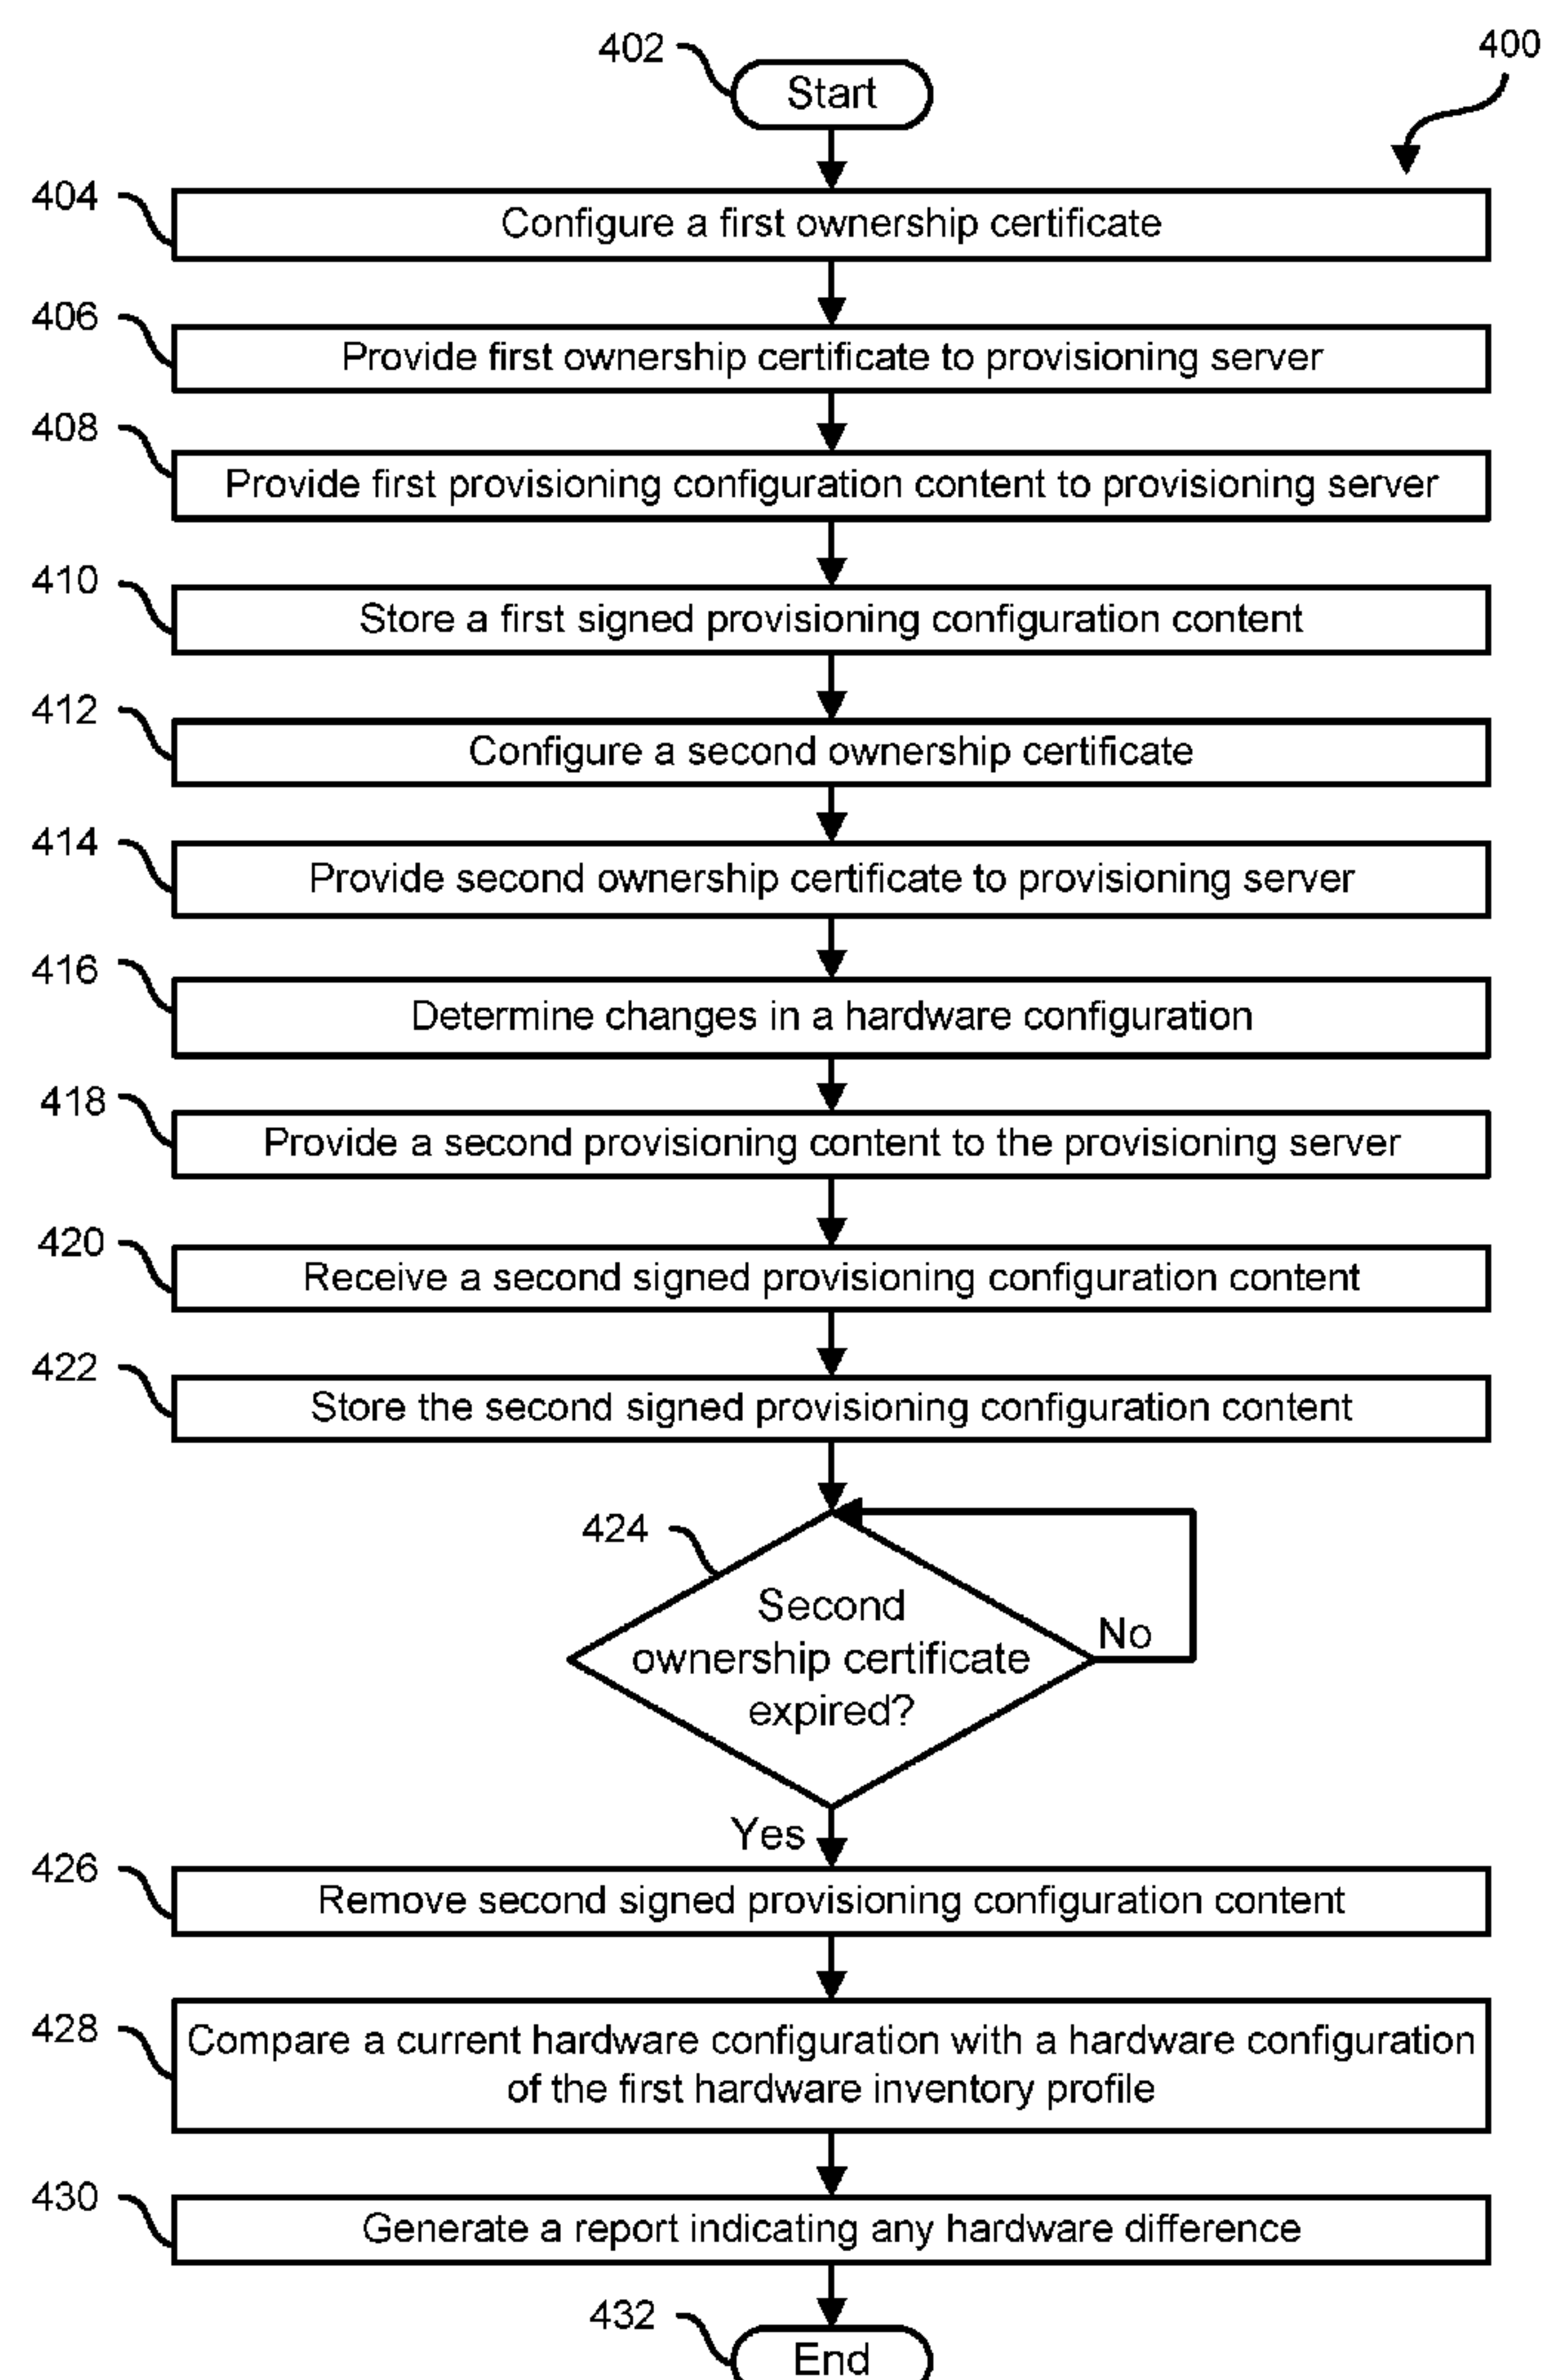 402
Start
400
404
Configure a first ownership certificate
406
Provide first ownership certificate to provisioning server
408
Provide first provisioning configuration content to provisioning server
410
Store a first signed provisioning configuration content
412
Configure a second ownership certificate
414
Provide second ownership certificate to provisioning server
416
Determine changes in a hardware configuration
418
Provide a second provisioning content to the provisioning server
420
Receive a second signed provisioning configuration content
422
Store the second signed provisioning configuration content
424
Second
ownership certificate
expired?
No
Yes
426
Remove second signed provisioning configuration content
428
Compare a current hardware configuration with a hardware configuration
of the first hardware inventory profile
430
Generate a report indicating any hardware difference
432
End